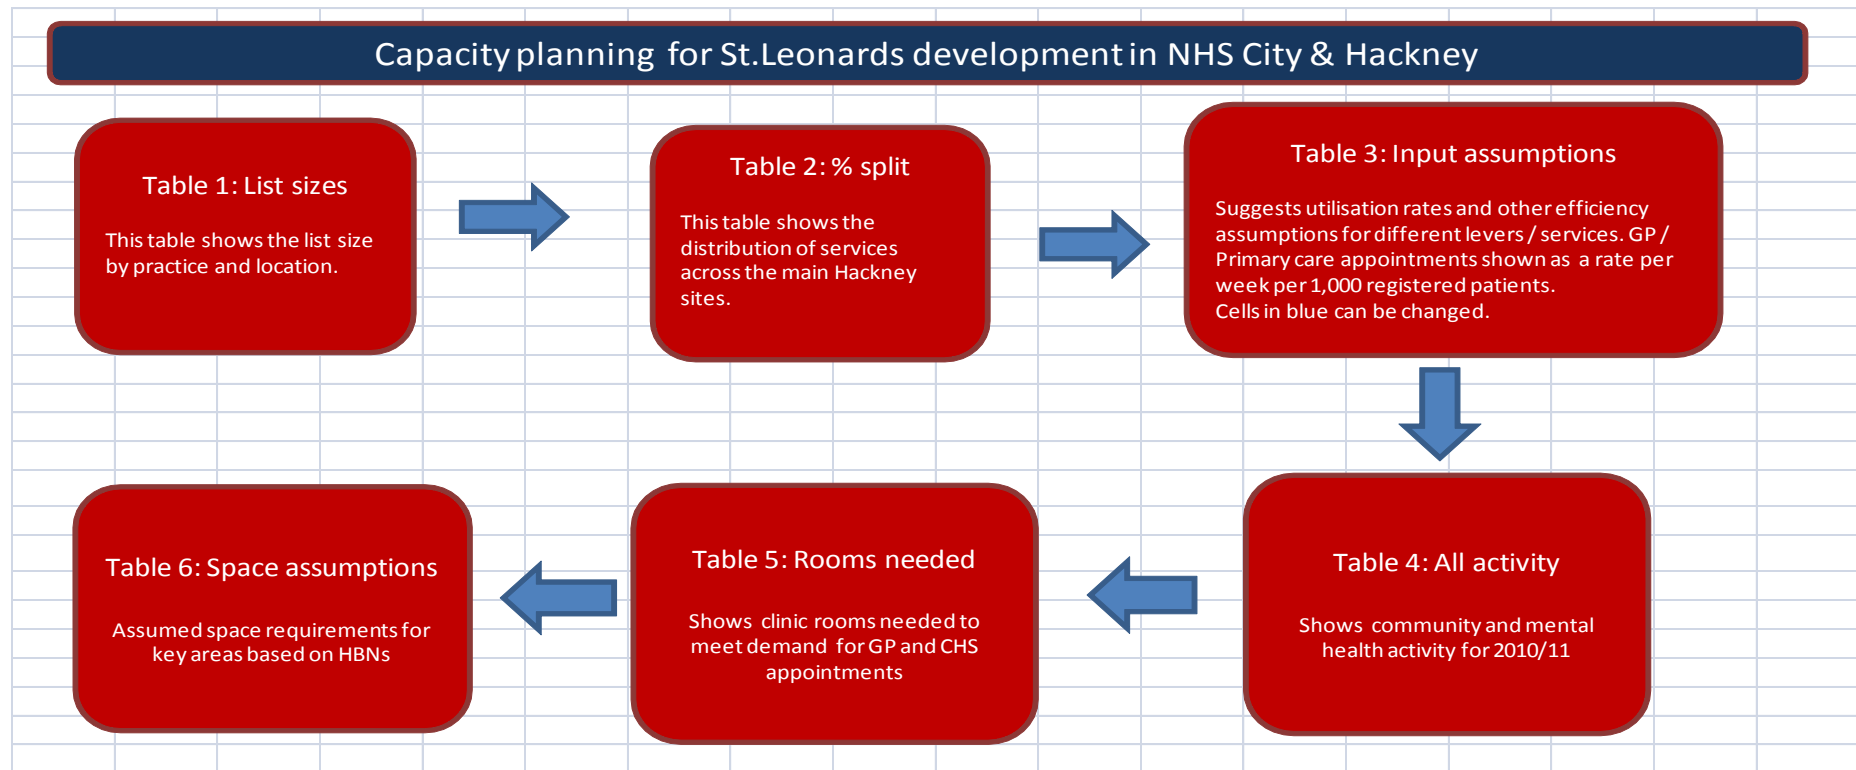 Capacity planning for St.Leonards development in NHS City & Hackney
Table 1: List sizes
This table shows the list size
by practice and location.
Table 2: % split
This table shows the
distribution of services
across the main Hackney
sites.
Table 3: Input assumptions
Suggests utilisation rates and other efficiency
assumptions for different levers / services. GP /
Primary care appointments shown as a rate per
week per 1,000 registered patients.
Cells in blue can be changed.
Table 4: All activity
Shows community and mental
health activity for 2010/11
Table 5: Rooms needed
Shows clinic rooms needed to
meet demand for GP and CHS
appointments
Table 6: Space assumptions
Assumed space requirements for
key areas based on HBNs